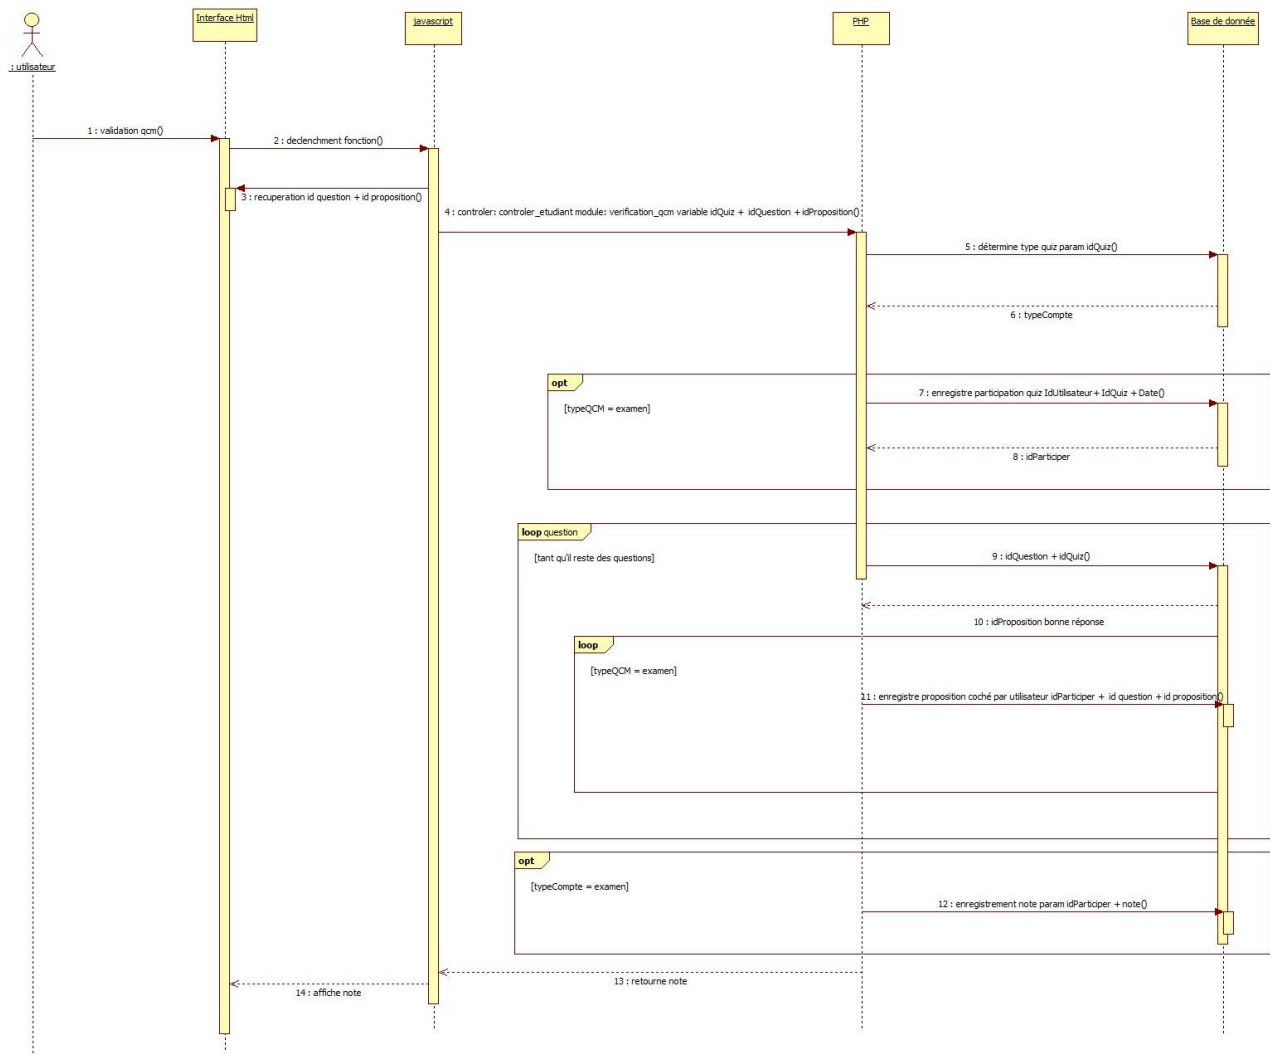 Interface Html
javascript
PHP
Base de donnée
: utilisateur
1 : validation qcm()
2 : declenchment fonction()
3 : recuperation id question + id proposition()
4 : controler: controler_etudiant module: verification_qcm variable idQuiz + idQuestion + idProposition()
5 : détermine type quiz param idQuiz()
6 : typeCompte
opt
7 : enregistre participation quiz IdUtilisateur + IdQuiz + Date()
[typeQCM = examen]
8 : idParticiper
loop question
[tant qu'il reste des questions]
9 : idQuestion + idQuiz()
10 : idProposition bonne réponse
loop
[typeQCM = examen]
11 : enregistre proposition coché par utilisateur idParticiper + id question + id proposition()
opt
[typeCompte = examen]
12 : enregistrement note param idParticiper + note()
13 : retourne note
14 : affiche note